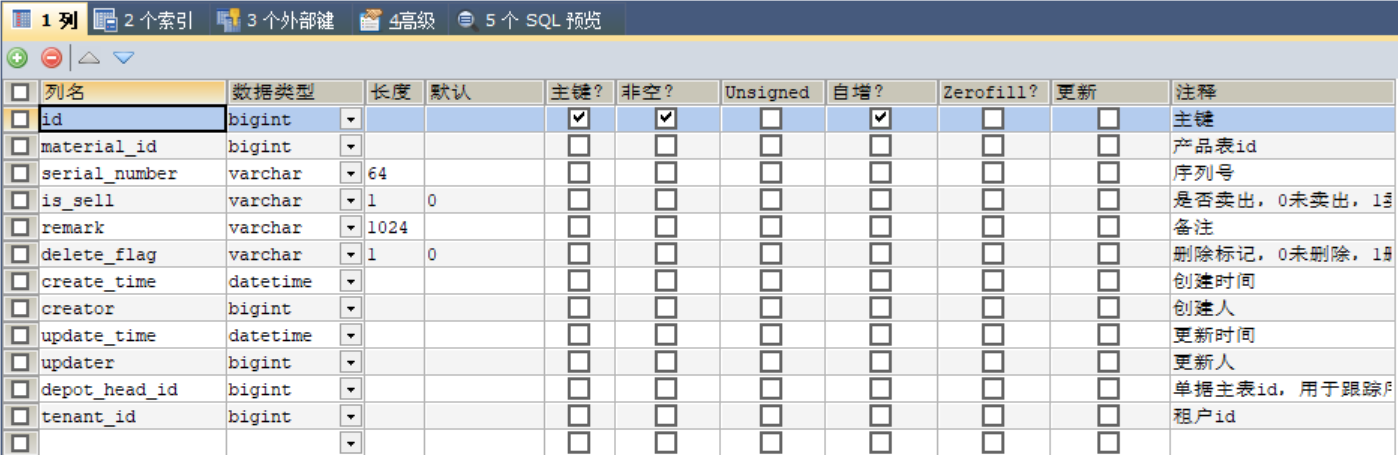 1 列 2 个索引 3 个外部键 4高级 5 个 SQL 预览
列名 数据类型 长度 默认 主键? 非空? Unsigned 自增? Zerofill? 更新 注释
id bigint 主键
material_id bigint 产品表id
serial_number varchar 64 序列号
is_sell varchar 1 0 是否卖出，0未卖出，1
remark varchar 1024 备注
delete_flag varchar 1 0 删除标记，0未删除，1
create_time datetime 创建时间
creator bigint 创建人
update_time datetime 更新时间
updater bigint 更新人
depot_head_id bigint 单据主表id，用于跟踪
tenant_id bigint 租户id